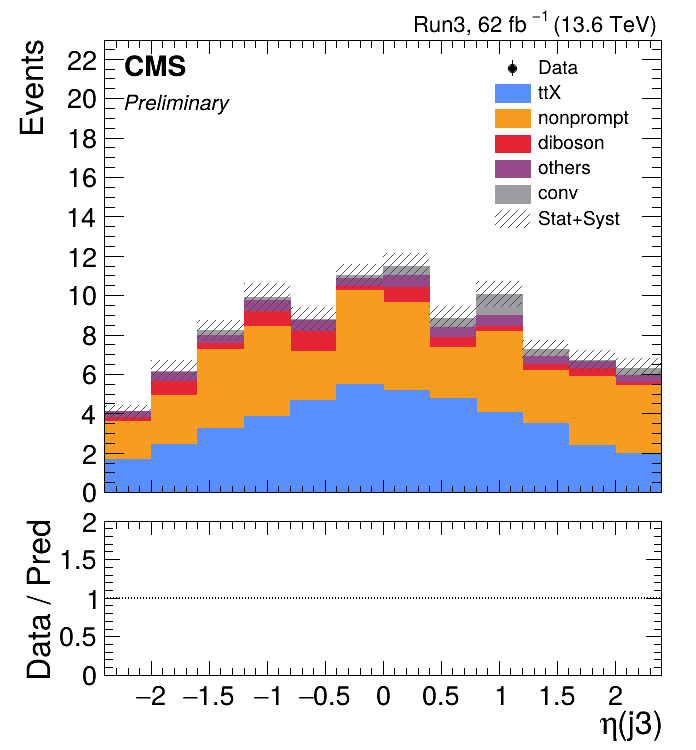 Run3, 62 fb⁻¹ (13.6 TeV)
Events
22
20
18
16
14
12
10
8
6
4
2
0
CMS
Preliminary
Data
ttX
nonprompt
diboson
others
conv
Stat+Syst
Data / Pred
2
1.5
1
0.5
0
−2 −1.5 −1 −0.5 0 0.5 1 1.5 2
η(j3)